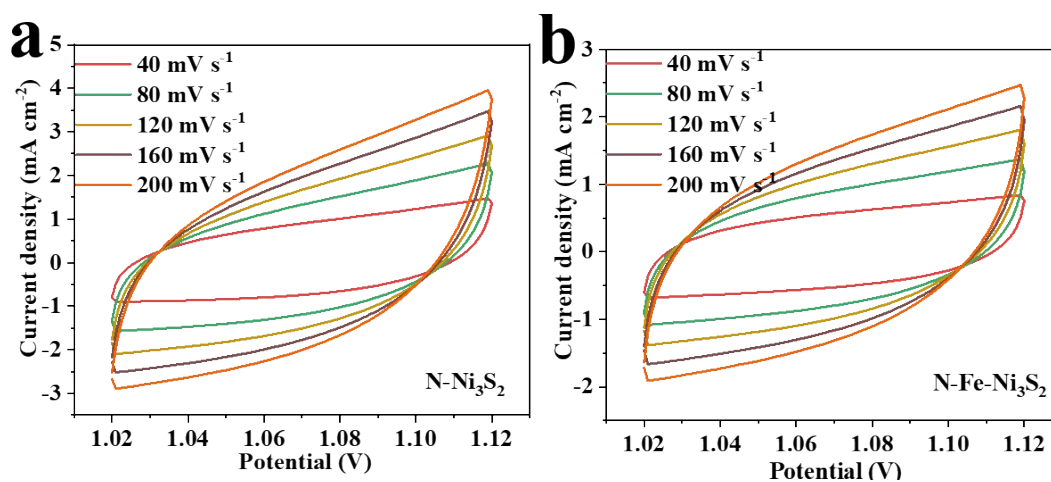 a
5
4
3
2
1
0
-1
-2
-3
Current density (mA cm⁻²)
40 mV s⁻¹
80 mV s⁻¹
120 mV s⁻¹
160 mV s⁻¹
200 mV s⁻¹
N-Ni₃S₂
1.02 1.04 1.06 1.08 1.10 1.12
Potential (V)
b
3
2
1
0
-1
-2
Current density (mA cm⁻²)
40 mV s⁻¹
80 mV s⁻¹
120 mV s⁻¹
160 mV s⁻¹
200 mV s⁻¹
N-Fe-Ni₃S₂
1.02 1.04 1.06 1.08 1.10 1.12
Potential (V)